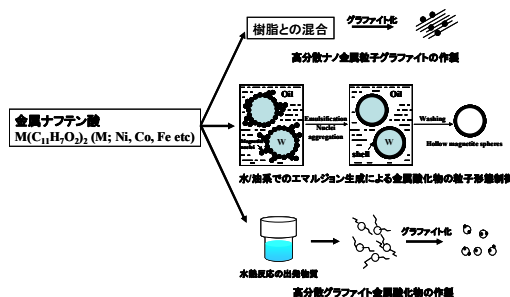 樹脂との混合
グラファイト化
高分散ナノ金属粒子グラファイトの作製
金属ナフテン酸
M(C₁₁H₇O₂)₂ (M; Ni, Co, Fe etc)
Oil
W
W
Emulsification
Nuclei
aggregation
Oil
W
shell
Washing
Hollow magnetite spheres
水/油系でのエマルジョン生成による金属酸化物の粒子形態制御
水熱反応の出発物質
グラファイト化
高分散グラファイト金属酸化物の作製